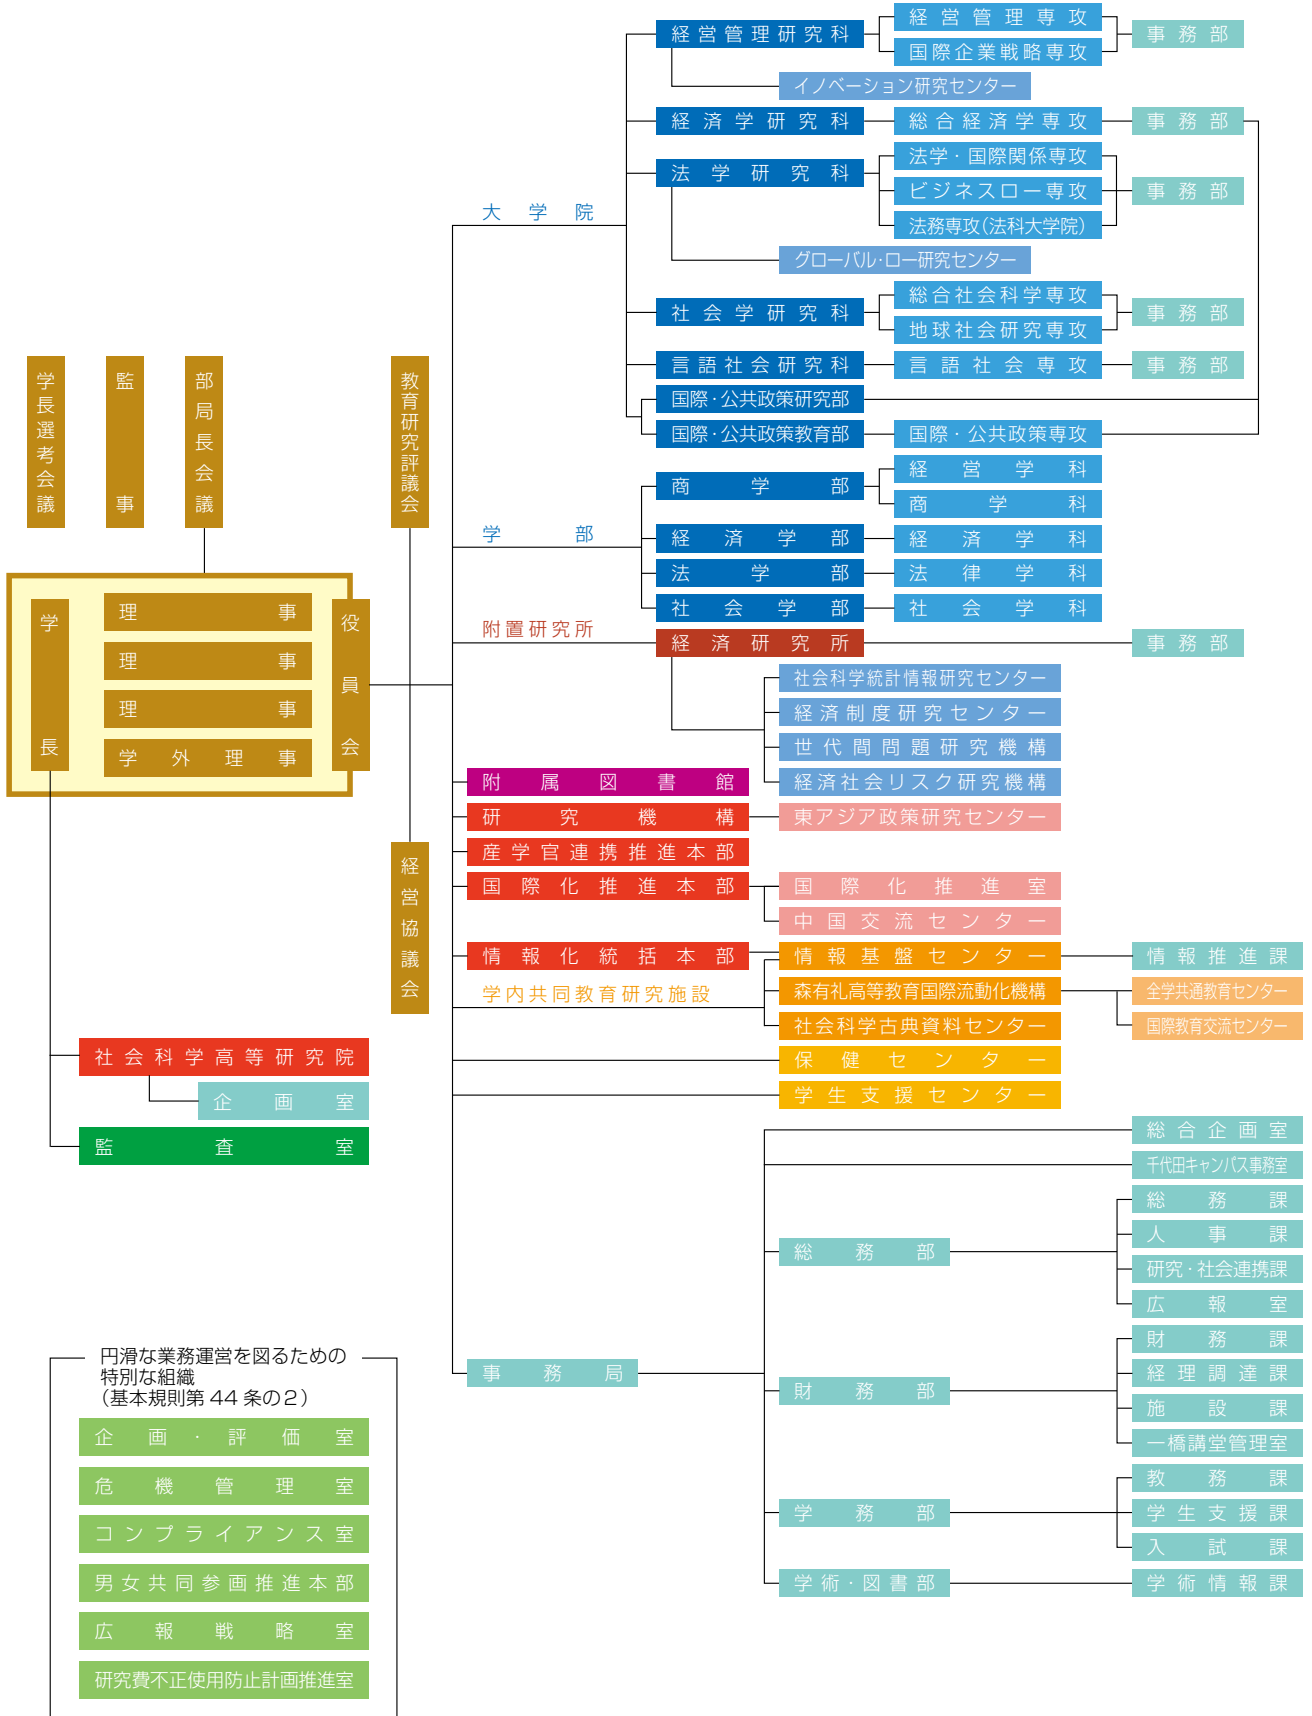 経営管理研究科
経営管理専攻
国際企業戦略専攻
事務部
イノベーション研究センター
経済学研究科
総合経済学専攻
事務部
法学研究科
法学・国際関係専攻
ビジネスロー専攻
法務専攻(法科大学院)
事務部
大学院
グローバル・ロー研究センター
社会学研究科
総合社会科学専攻
地球社会研究専攻
事務部
言語社会研究科
言語社会専攻
事務部
国際・公共政策研究部
国際・公共政策教育部
国際・公共政策専攻
学長選考会議
監事
部局長会議
教育研究評議会
学部
商学部
経営学科
商学科
経済学部
経済学科
法学部
法律学科
社会学部
社会学科
学長
理事
理事
理事
学外理事
役員会
附置研究所
経済研究所
事務部
社会科学統計情報研究センター
経済制度研究センター
世代間問題研究機構
経済社会リスク研究機構
附属図書館
研究機構
東アジア政策研究センター
産学官連携推進本部
国際化推進本部
国際化推進室
中国交流センター
経営協議会
情報化統括本部
情報基盤センター
情報推進課
学内共同教育研究施設
森有礼高等教育国際流動化機構
全学共通教育センター
社会科学古典資料センター
国際教育交流センター
保健センター
学生支援センター
社会科学高等研究院
企画室
監査室
総合企画室
千代田キャンパス事務室
総務部
総務課
人事課
研究・社会連携課
広報室
事務局
財務部
財務課
経理調達課
施設課
一橋講堂管理室
学務部
教務課
学生支援課
入試課
学術・図書部
学術情報課
円滑な業務運営を図るための
特別な組織
(基本規則第 44 条の2)
企画・評価室
危機管理室
コンプライアンス室
男女共同参画推進本部
広報戦略室
研究費不正使用防止計画推進室